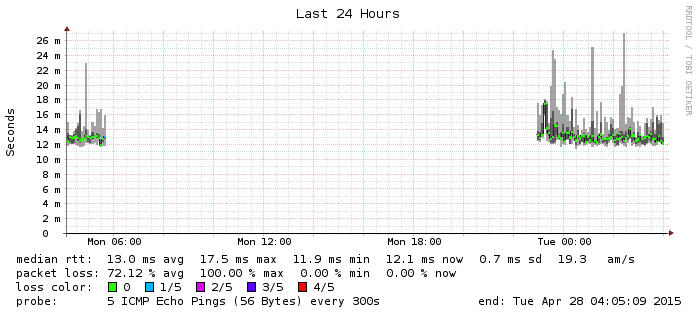 Last 24 Hours
RRDTOOL / TOBI OETIKER
Seconds
26 m
24 m
22 m
20 m
18 m
16 m
14 m
12 m
10 m
8 m
6 m
4 m
2 m
0
Mon 06:00 Mon 12:00 Mon 18:00 Tue 00:00
median rtt: 13.0 ms avg 17.5 ms max 11.9 ms min 12.1 ms now 0.7 ms sd 19.3 am/s
packet loss: 72.12 % avg 100.00 % max 0.00 % min 0.00 % now
loss color: 0 1/5 2/5 3/5 4/5
probe: 5 ICMP Echo Pings (56 Bytes) every 300s end: Tue Apr 28 04:05:09 2015